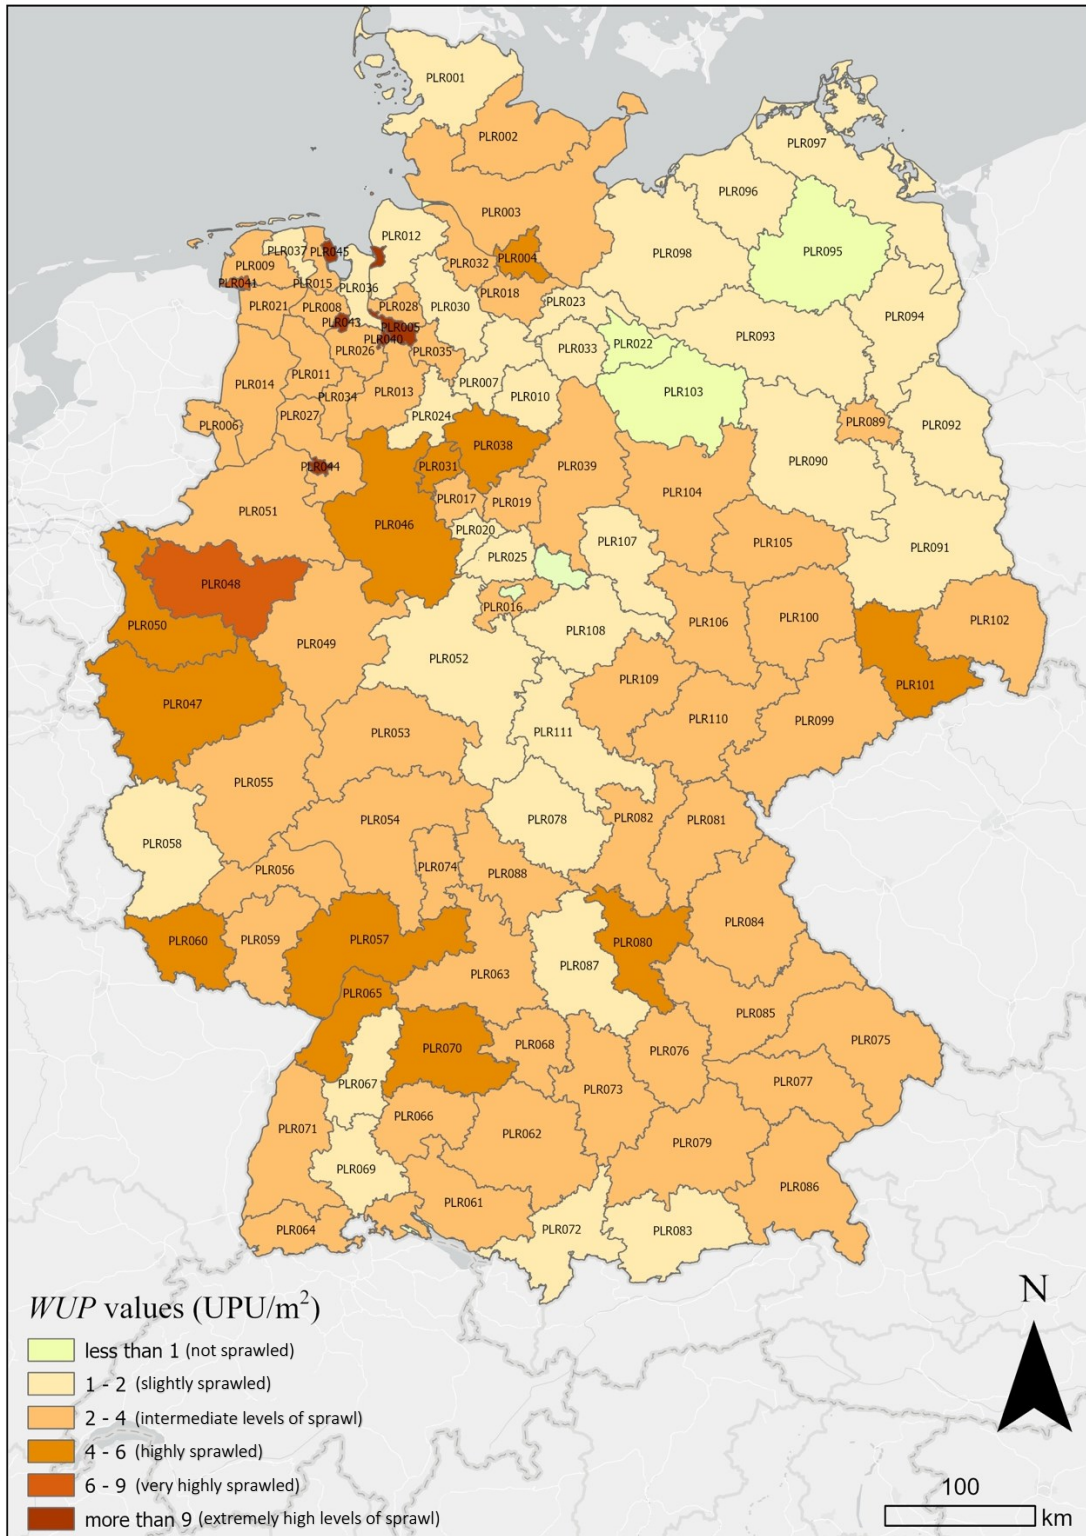 PLR001
PLR002
PLR097
PLR096
PLR003
PLR012
PLR037
PLR045
PLR004
PLR095
PLR098
PLR009
PLR032
PLR041
PLR015
PLR036
PLR018
PLR023
PLR021
PLR008
PLR028
PLR030
PLR094
PLR043
PLR005
PLR040
PLR093
PLR022
PLR033
PLR026
PLR035
PLR014
PLR011
PLR034
PLR013
PLR007
PLR010
PLR103
PLR006
PLR027
PLR024
PLR089
PLR092
PLR038
PLR090
PLR044
PLR031
PLR039
PLR104
PLR051
PLR046
PLR017
PLR019
PLR020
PLR107
PLR105
PLR091
PLR025
PLR048
PLR016
PLR050
PLR108
PLR106
PLR100
PLR102
PLR049
PLR052
PLR109
PLR101
PLR047
PLR110
PLR099
PLR053
PLR111
PLR055
PLR054
PLR078
PLR082
PLR081
PLR058
PLR056
PLR074
PLR088
PLR084
PLR060
PLR059
PLR057
PLR080
PLR087
PLR063
PLR065
PLR085
PLR070
PLR068
PLR076
PLR075
PLR067
PLR073
PLR077
PLR071
PLR066
PLR062
PLR079
PLR069
PLR086
PLR061
PLR064
PLR072
PLR083
WUP values (UPU/m²)
less than 1 (not sprawled)
1 - 2 (slightly sprawled)
2 - 4 (intermediate levels of sprawl)
4 - 6 (highly sprawled)
6 - 9 (very highly sprawled)
more than 9 (extremely high levels of sprawl)
N
100
km